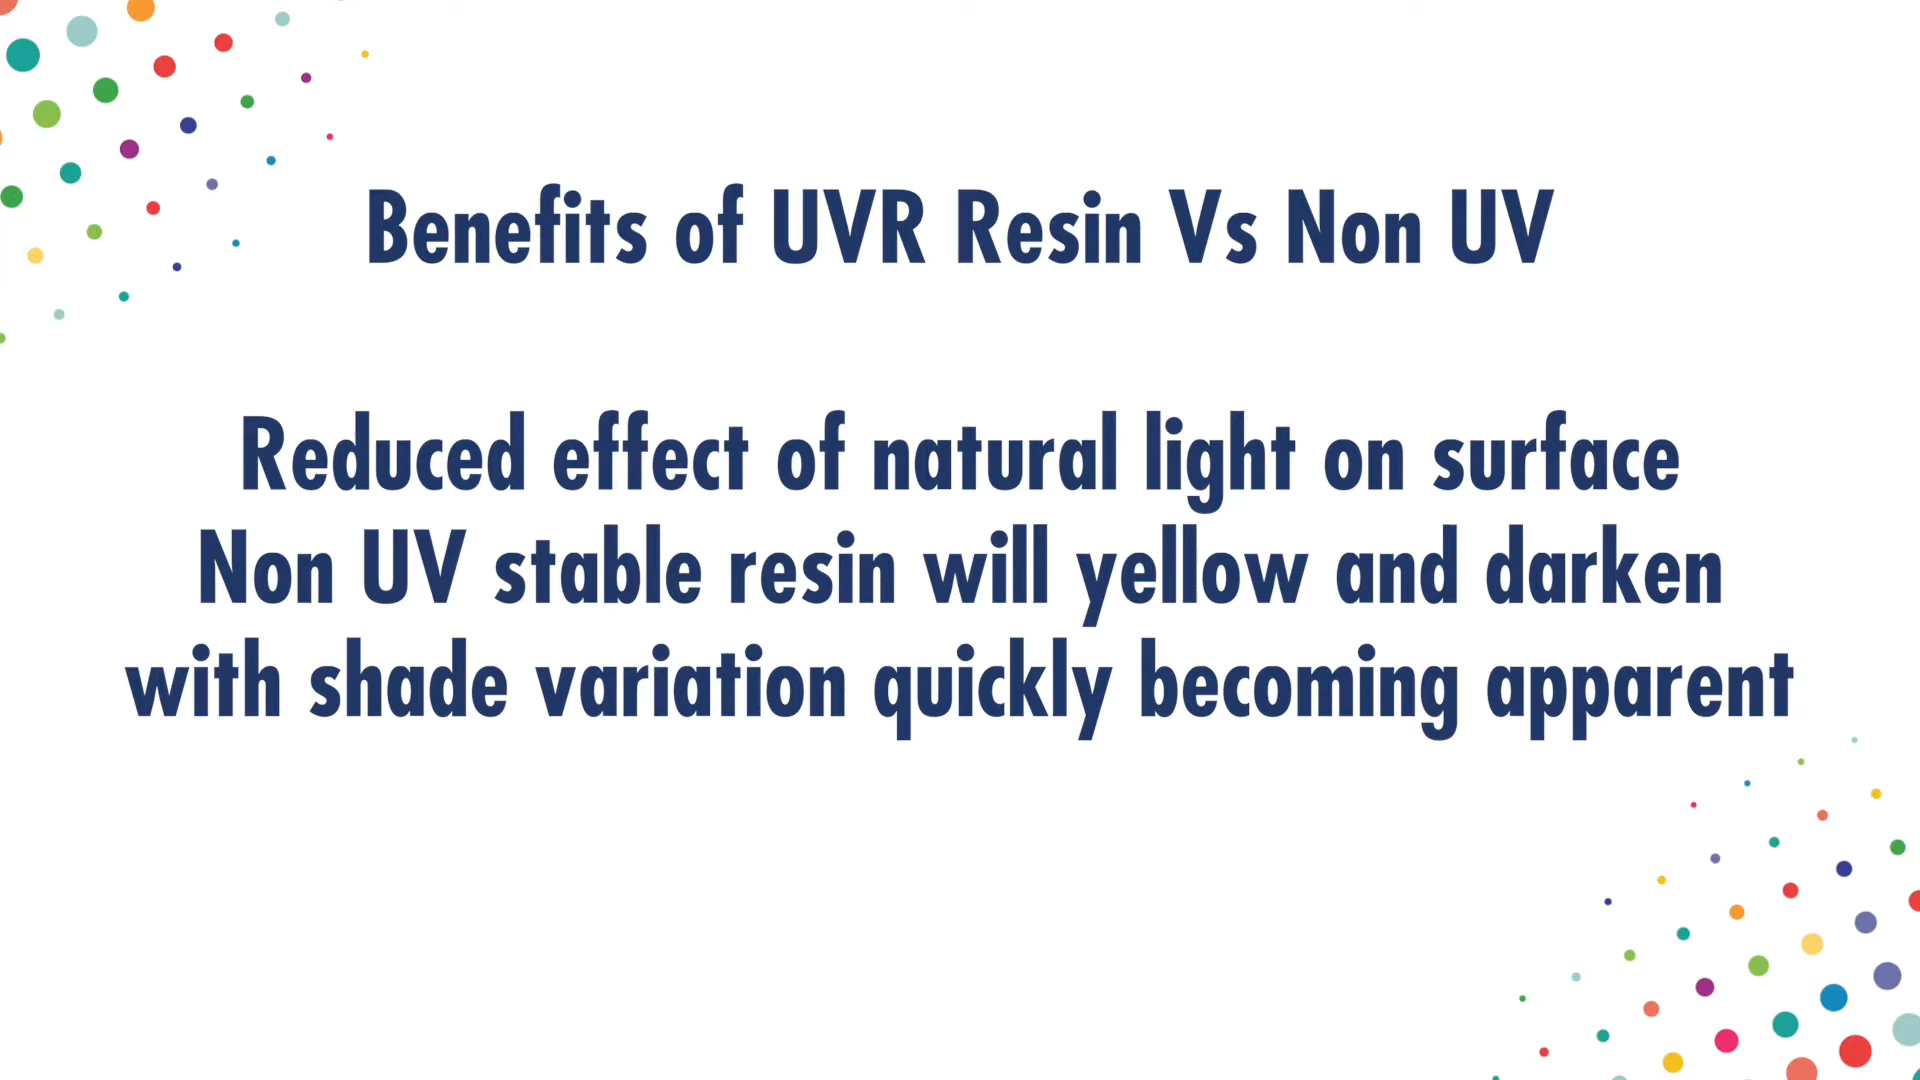 Benefits of UVR Resin Vs Non UV
Reduced effect of natural light on surface
Non UV stable resin will yellow and darken
with shade variation quickly becoming apparent